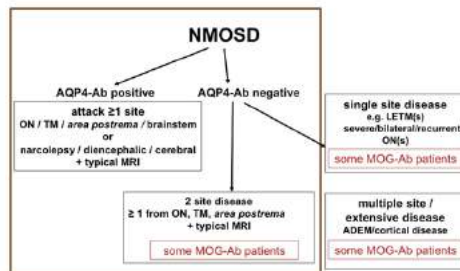 NMOSD
AQP4-Ab positive
attack ≥1 site
ON / TM / area postrema / brainstem
or
narcolepsy / diencephalic / cerebral
+ typical MRI
AQP4-Ab negative
2 site disease
≥ 1 from ON, TM, area postrema
+ typical MRI
some MOG-Ab patients
single site disease
e.g. LETM(s)
severe/bilateral/recurrent
ON(s)
some MOG-Ab patients
multiple site /
extensive disease
ADEM/cortical disease
some MOG-Ab patients